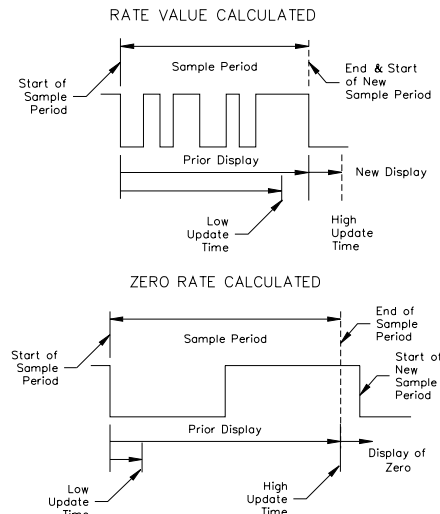 RATE VALUE CALCULATED
Sample Period
Start of
Sample
Period
End & Start
of New
Sample Period
Prior Display
New Display
Low
Update
Time
High
Update
Time
ZERO RATE CALCULATED
End of
Sample
Period
Sample Period
Start of
Sample
Period
Start of
New
Sample
Period
Prior Display
Display of
Zero
Low
Update
Time
High
Update
Time